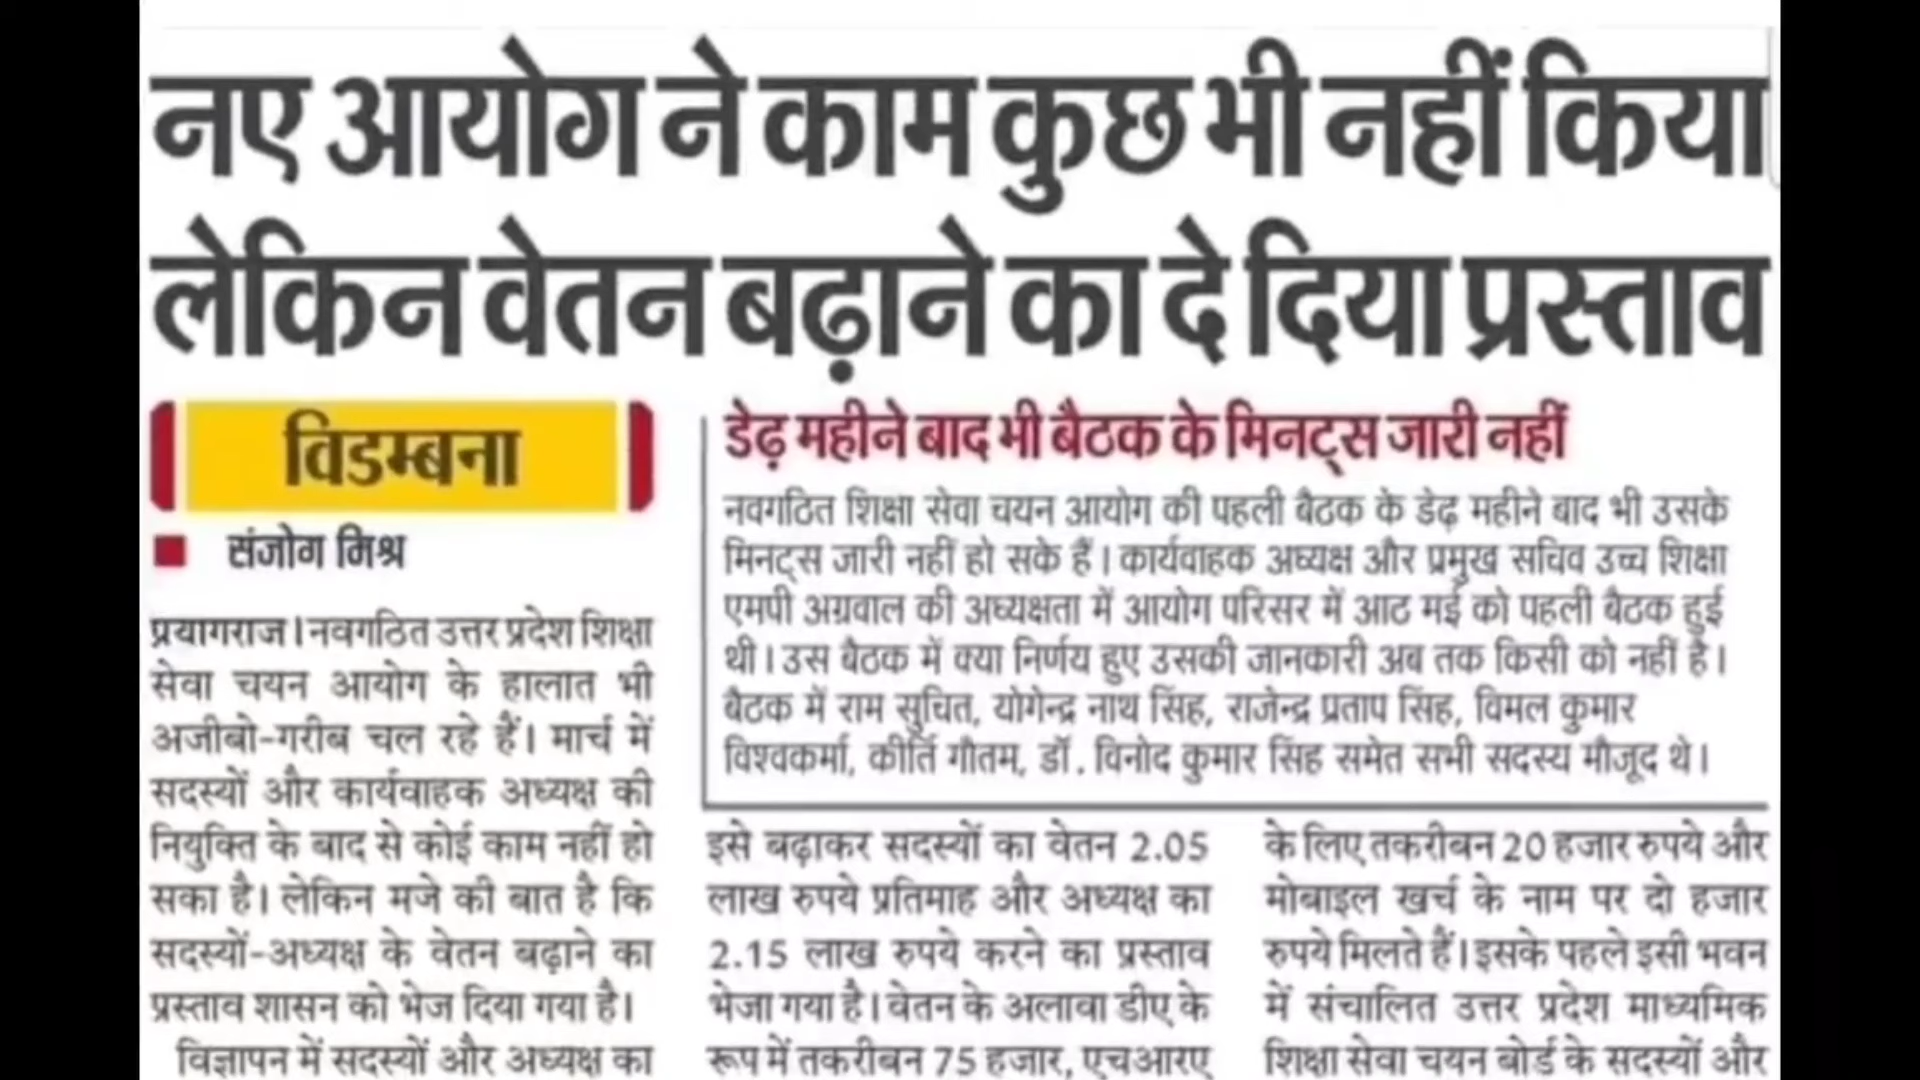 नए आयोग ने काम कुछ भी नहीं किया
लेकिन वेतन बढ़ाने का दे दिया प्रस्ताव
विडम्बना
संजोग मिश्र
प्रयागराज। नवगठित उत्तर प्रदेश शिक्षा
सेवा चयन आयोग के हालात भी
अजीबो-गरीब चल रहे हैं। मार्च में
सदस्यों और कार्यवाहक अध्यक्ष की
नियुक्ति के बाद से कोई काम नहीं हो
सका है। लेकिन मजे की बात है कि
सदस्यों-अध्यक्ष के वेतन बढ़ाने का
प्रस्ताव शासन को भेज दिया गया है।
विज्ञापन में सदस्यों और अध्यक्ष का
डेढ़ महीने बाद भी बैठक के मिनट्स जारी नहीं
नवगठित शिक्षा सेवा चयन आयोग की पहली बैठक के डेढ़ महीने बाद भी उसके
मिनट्स जारी नहीं हो सके हैं। कार्यवाहक अध्यक्ष और प्रमुख सचिव उच्च शिक्षा
एमपी अग्रवाल की अध्यक्षता में आयोग परिसर में आठ मई को पहली बैठक हुई
थी। उस बैठक में क्या निर्णय हुए उसकी जानकारी अब तक किसी को नहीं है।
बैठक में राम सुचित, योगेन्द्र नाथ सिंह, राजेन्द्र प्रताप सिंह, विमल कुमार
विश्वकर्मा, कीर्ति गौतम, डॉ. विनोद कुमार सिंह समेत सभी सदस्य मौजूद थे।
इसे बढ़ाकर सदस्यों का वेतन 2.05
लाख रुपये प्रतिमाह और अध्यक्ष का
2.15 लाख रुपये करने का प्रस्ताव
भेजा गया है। वेतन के अलावा डीए के
रूप में तकरीबन 75 हजार, एचआरए
के लिए तकरीबन 20 हजार रुपये और
मोबाइल खर्च के नाम पर दो हजार
रुपये मिलते हैं। इसके पहले इसी भवन
में संचालित उत्तर प्रदेश माध्यमिक
शिक्षा सेवा चयन बोर्ड के सदस्यों और